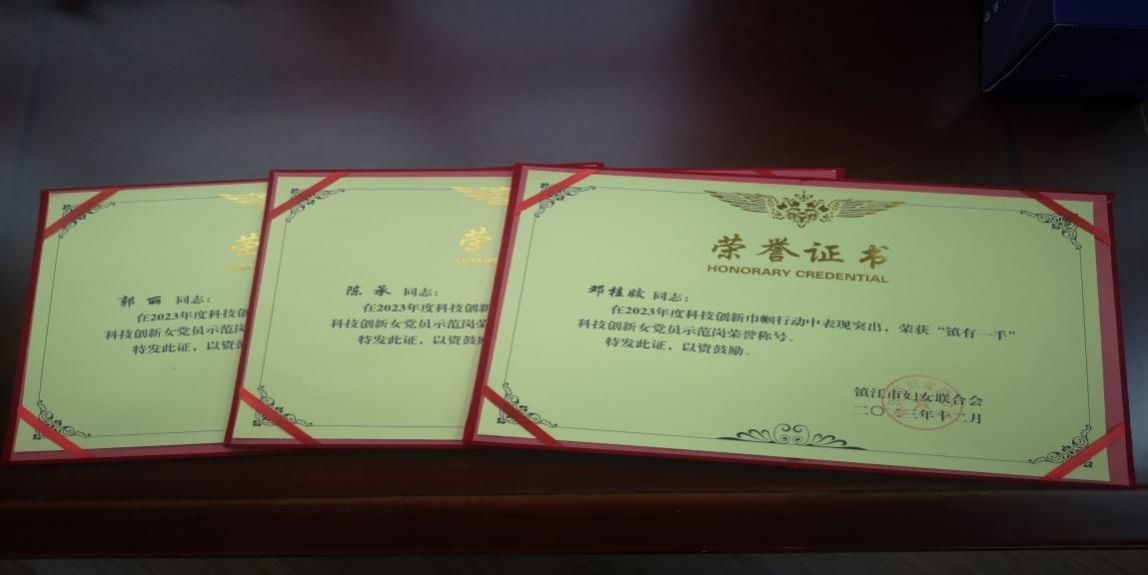 荣
郭丽 同志：
在2023年度科技创
科技创新女党员示范岗
特发此证，以资鼓
荣
陈承 同志：
在2023年度科技创新
科技创新女党员示范岗荣
特发此证，以资鼓
荣誉证书
HONORARY CREDENTIAL
邓桂姣 同志：
在2023年度科技创新巾帼行动中表现突出，荣获“镇有一手”
科技创新女党员示范岗荣誉称号。
特发此证，以资鼓励。
镇江市妇女联合会
二〇二三年十二月